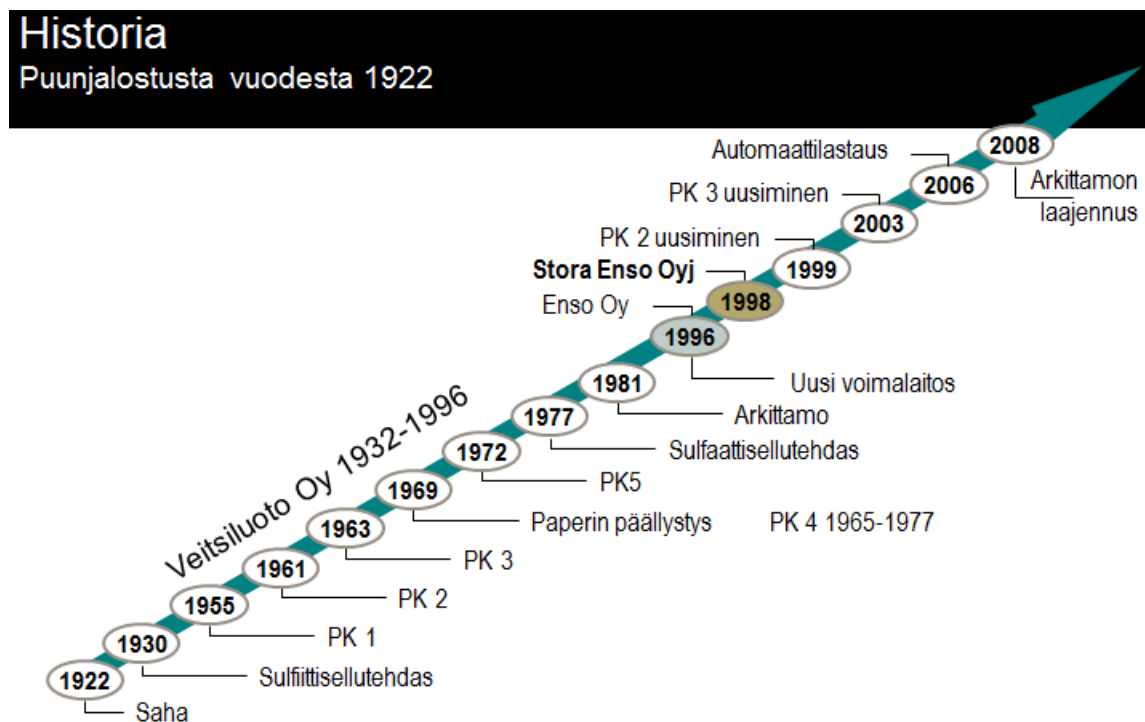 Historia
Puunjalostusta vuodesta 1922
2008
Automaattilastaus
Arkittamon
laajennus
2006
PK 3 uusiminen
2003
PK 2 uusiminen
1999
Stora Enso Oyj
1998
Enso Oy
1996
Uusi voimalaitos
1981
Arkittamo
1977
Sulfaattisellutehdas
Veitsiluoto Oy 1932-1996
1972
PK5
1969
Paperin päällystys PK 4 1965-1977
1963
PK 3
1961
PK 2
1955
PK 1
1930
Sulfiittisellutehdas
1922
Saha